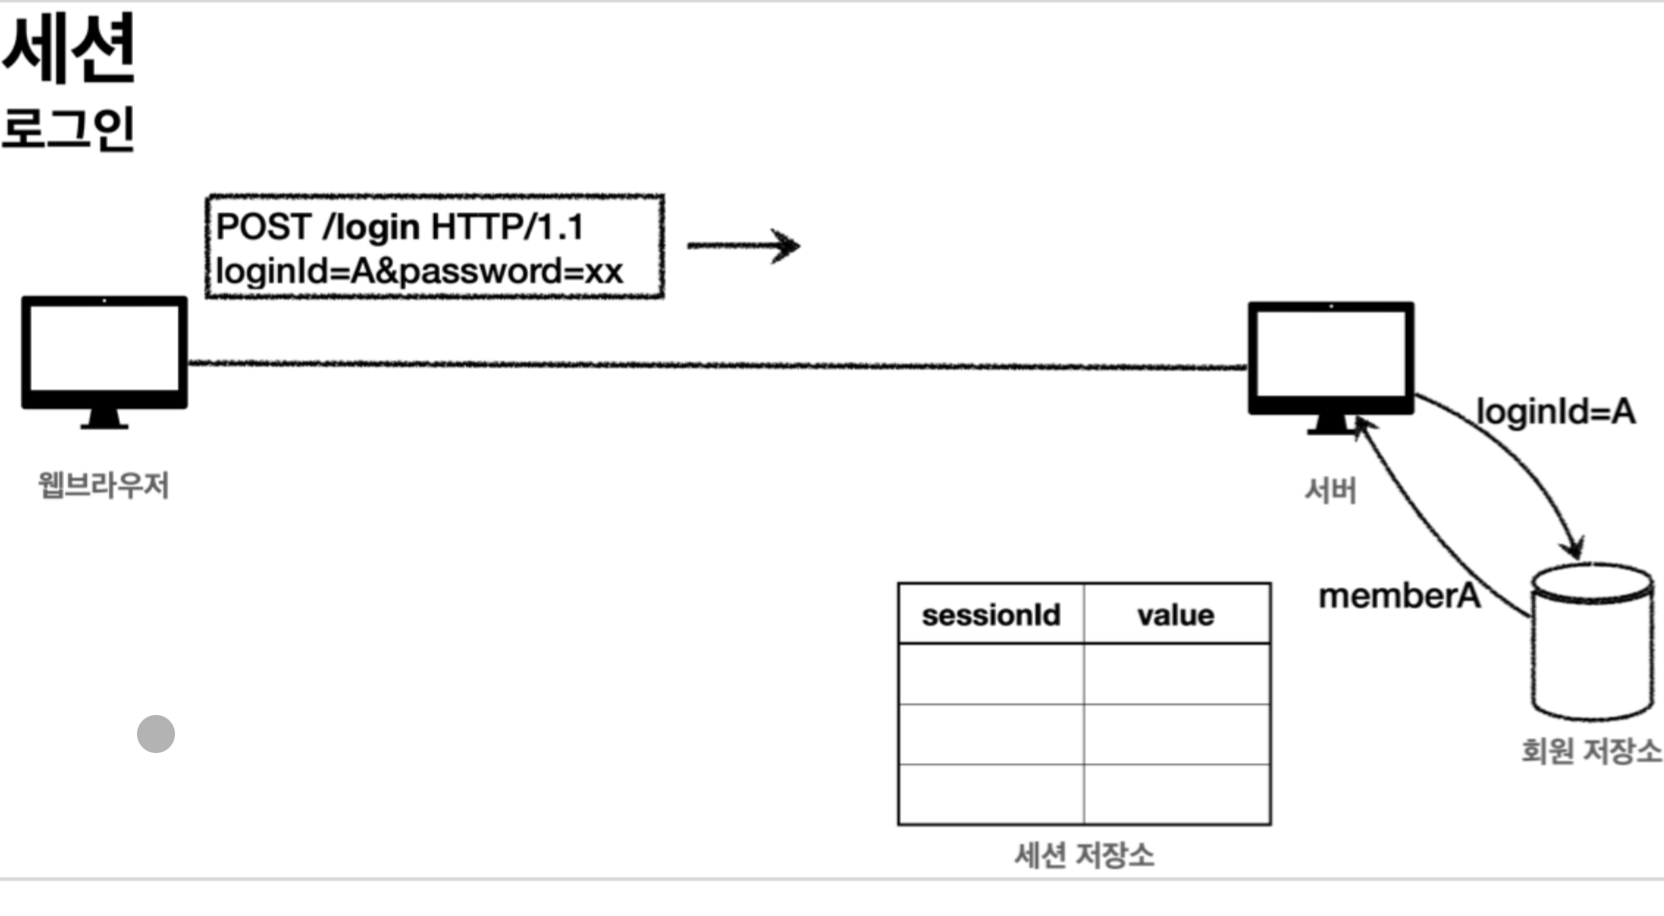 세션
로그인
POST /login HTTP/1.1
loginId=A&password=xx
웹브라우저
서버
loginId=A
memberA
회원 저장소
sessionId value
세션 저장소